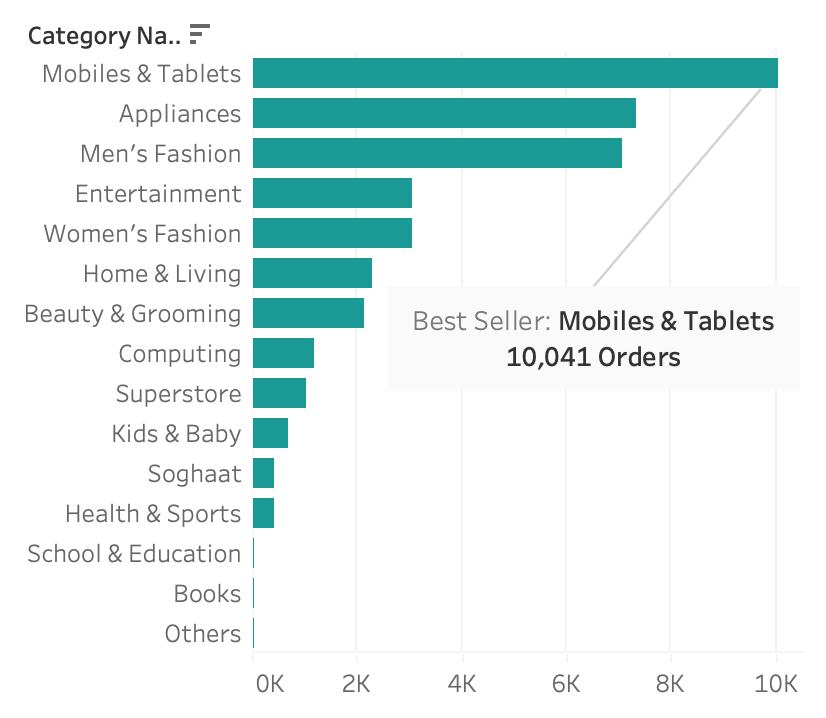 Category Na..
Mobiles & Tablets
Appliances
Men's Fashion
Entertainment
Women's Fashion
Home & Living
Beauty & Grooming
Computing
Superstore
Kids & Baby
Soghaat
Health & Sports
School & Education
Books
Others
Best Seller: Mobiles & Tablets
10,041 Orders
0K 2K 4K 6K 8K 10K